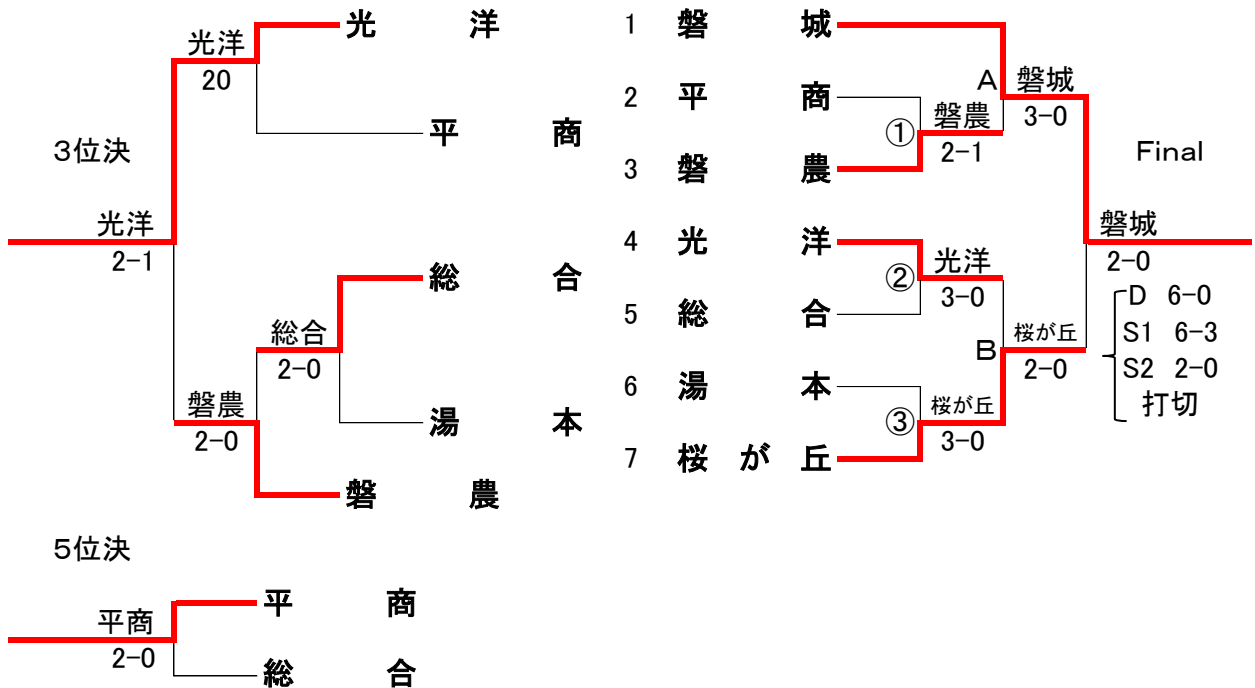 光洋
光洋
20
平商
3位決
光洋
2-1
総合
総合
2-0
湯本
磐農
2-0
磐農
5位決
平商
平商
2-0
総合
1 磐城
2 平商
3 磐農
4 光洋
5 総合
6 湯本
7 桜が丘
① 磐農
2-1
② 光洋
3-0
③ 桜が丘
3-0
A 磐城
3-0
B 桜が丘
2-0
Final
磐城
2-0
D 6-0
S1 6-3
S2 2-0
打切